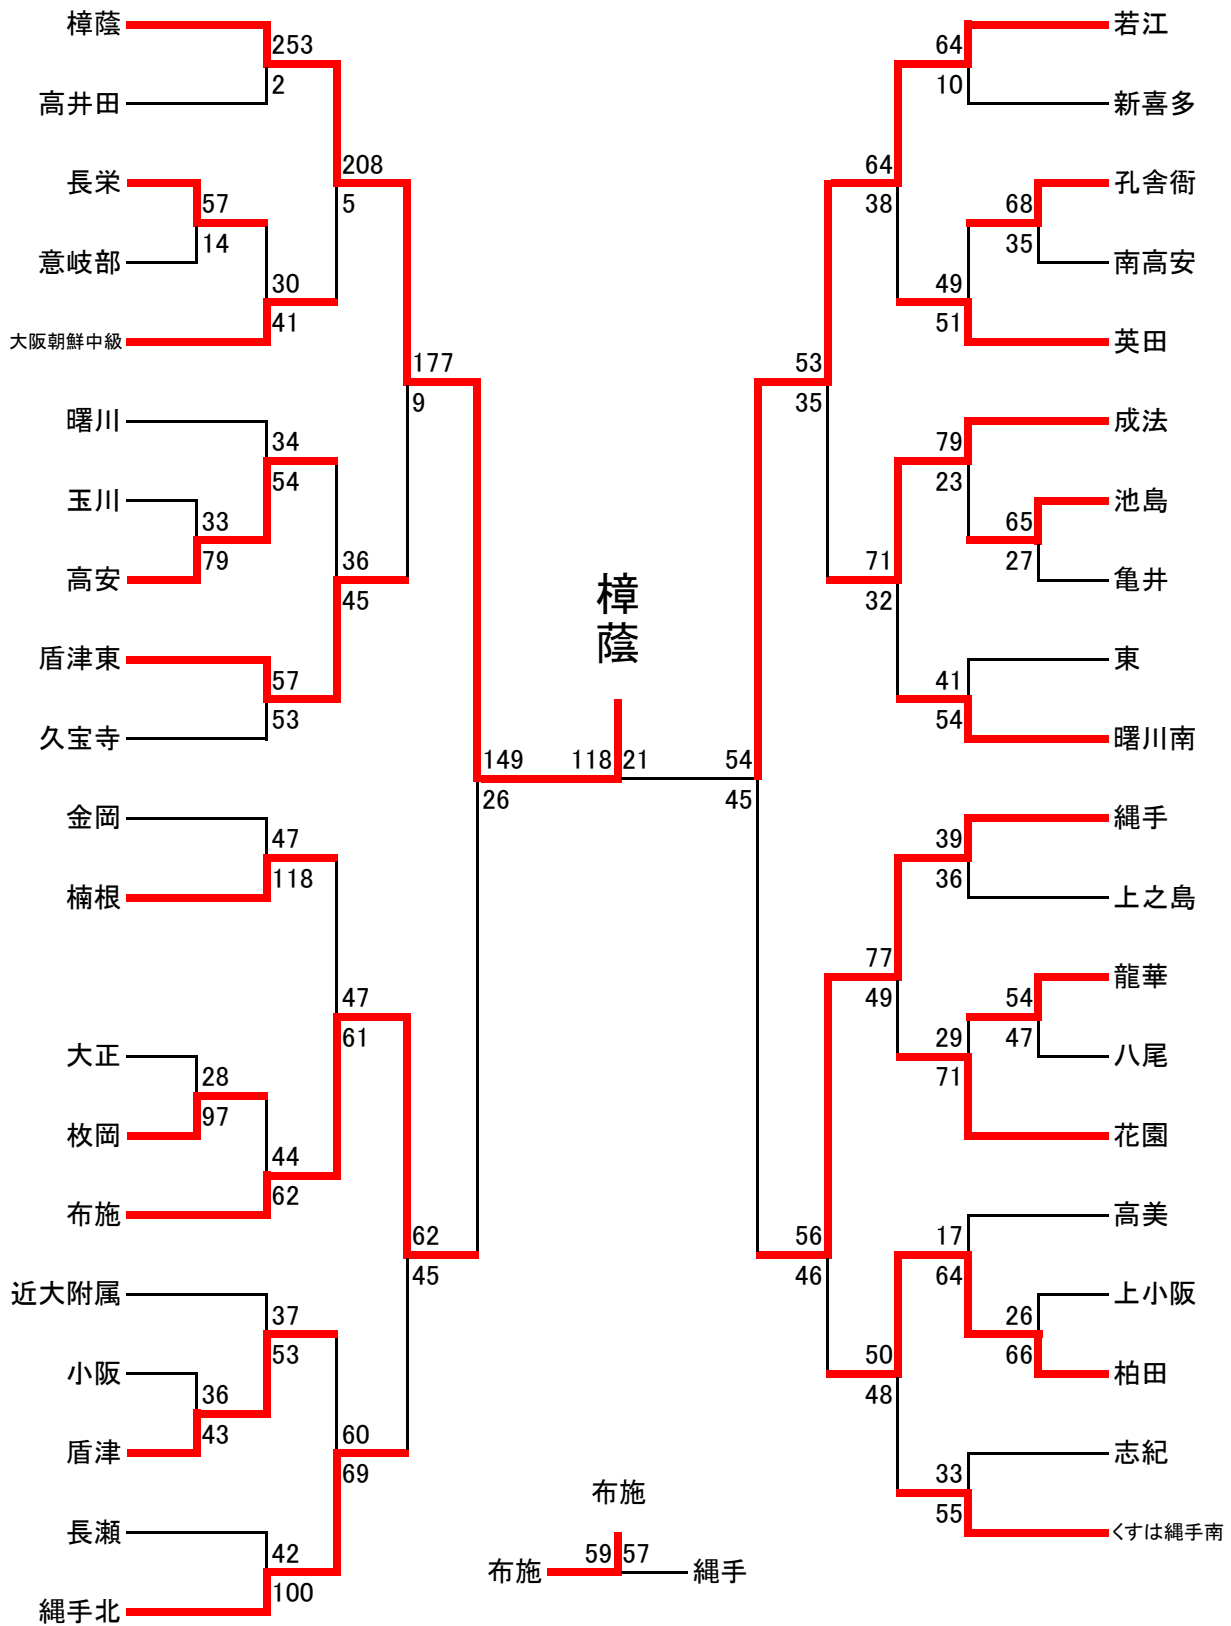 樟蔭
253
2
高井田
長栄
57
14
意岐部
208
5
30
41
大阪朝鮮中級
177
9
曙川
34
54
玉川
33
79
高安
36
45
盾津東
57
53
久宝寺
149
26
金岡
47
118
楠根
47
61
大正
28
97
枚岡
44
62
布施
62
45
近大附属
37
53
小阪
36
43
盾津
60
69
長瀬
42
100
縄手北
樟
蔭
118 21
布施
布施 59 57 縄手
若江
64
10
新喜多
64
38
孔舎衙
68
35
南高安
49
51
英田
53
35
成法
79
23
池島
65
27
亀井
71
32
東
41
54
曙川南
54
45
縄手
39
36
上之島
77
49
龍華
54
47
八尾
29
71
花園
56
46
高美
17
64
上小阪
26
66
柏田
50
48
志紀
33
55
くすは縄手南